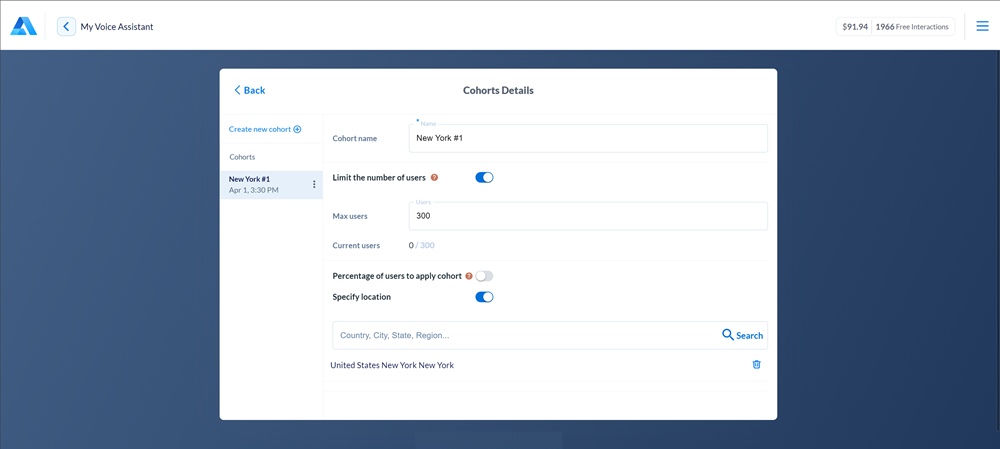 My Voice Assistant
$91.94 1966 Free Interactions
Back
Cohorts Details
Create new cohort
Cohorts
New York #1
Apr 1, 3:30 PM
* Name
Cohort name New York #1
Limit the number of users ?
Users
Max users 300
Current users 0 / 300
Percentage of users to apply cohort ?
Specify location
Country, City, State, Region... Search
United States New York New York